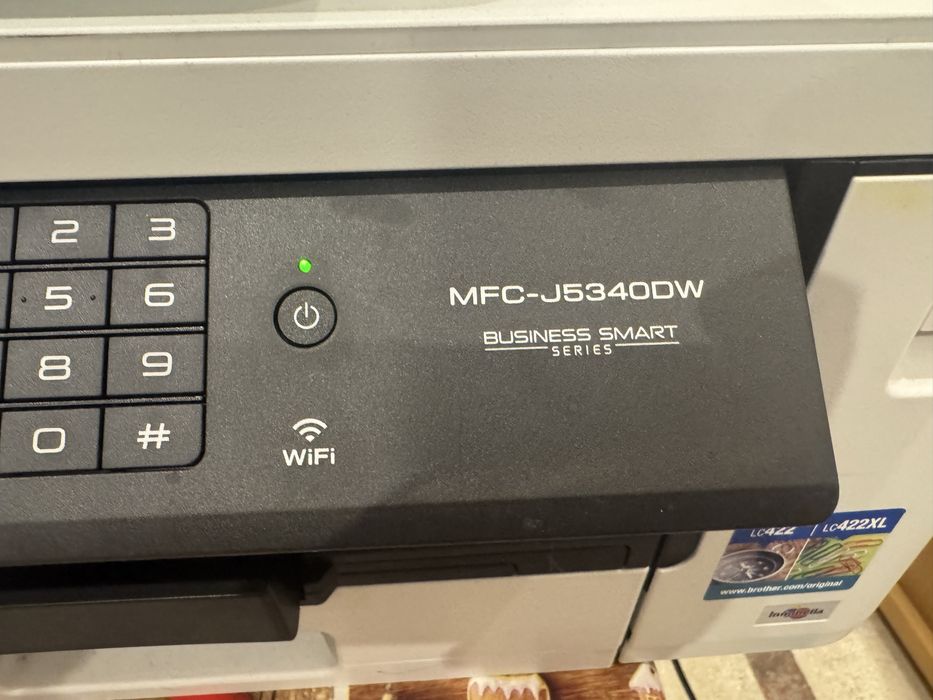 2 3
5 6
8 9
0 #
WiFi
MFC-J5340DW
BUSINESS SMART
SERIES
LC422 LC422XL
www.brother.com/original